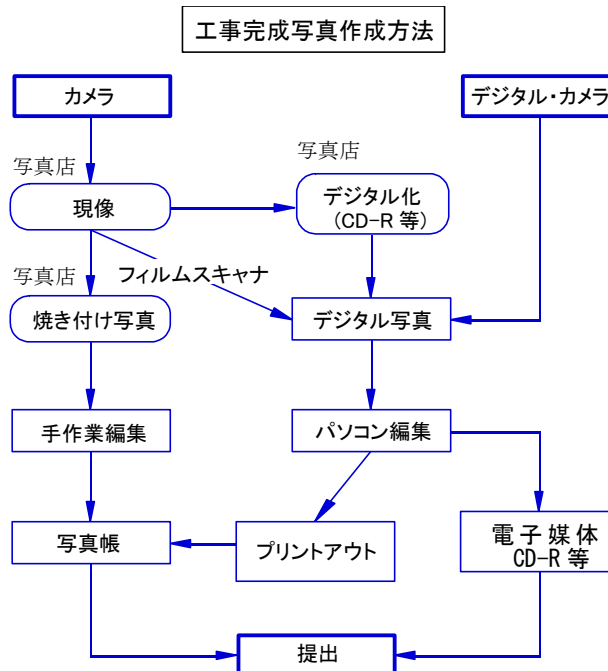 工事完成写真作成方法
カメラ
デジタル・カメラ
写真店
写真店
現像
デジタル化
(CD-R 等)
フィルムスキャナ
写真店
焼き付け写真
デジタル写真
手作業編集
パソコン編集
写真帳
プリントアウト
電子媒体
CD-R 等
提出